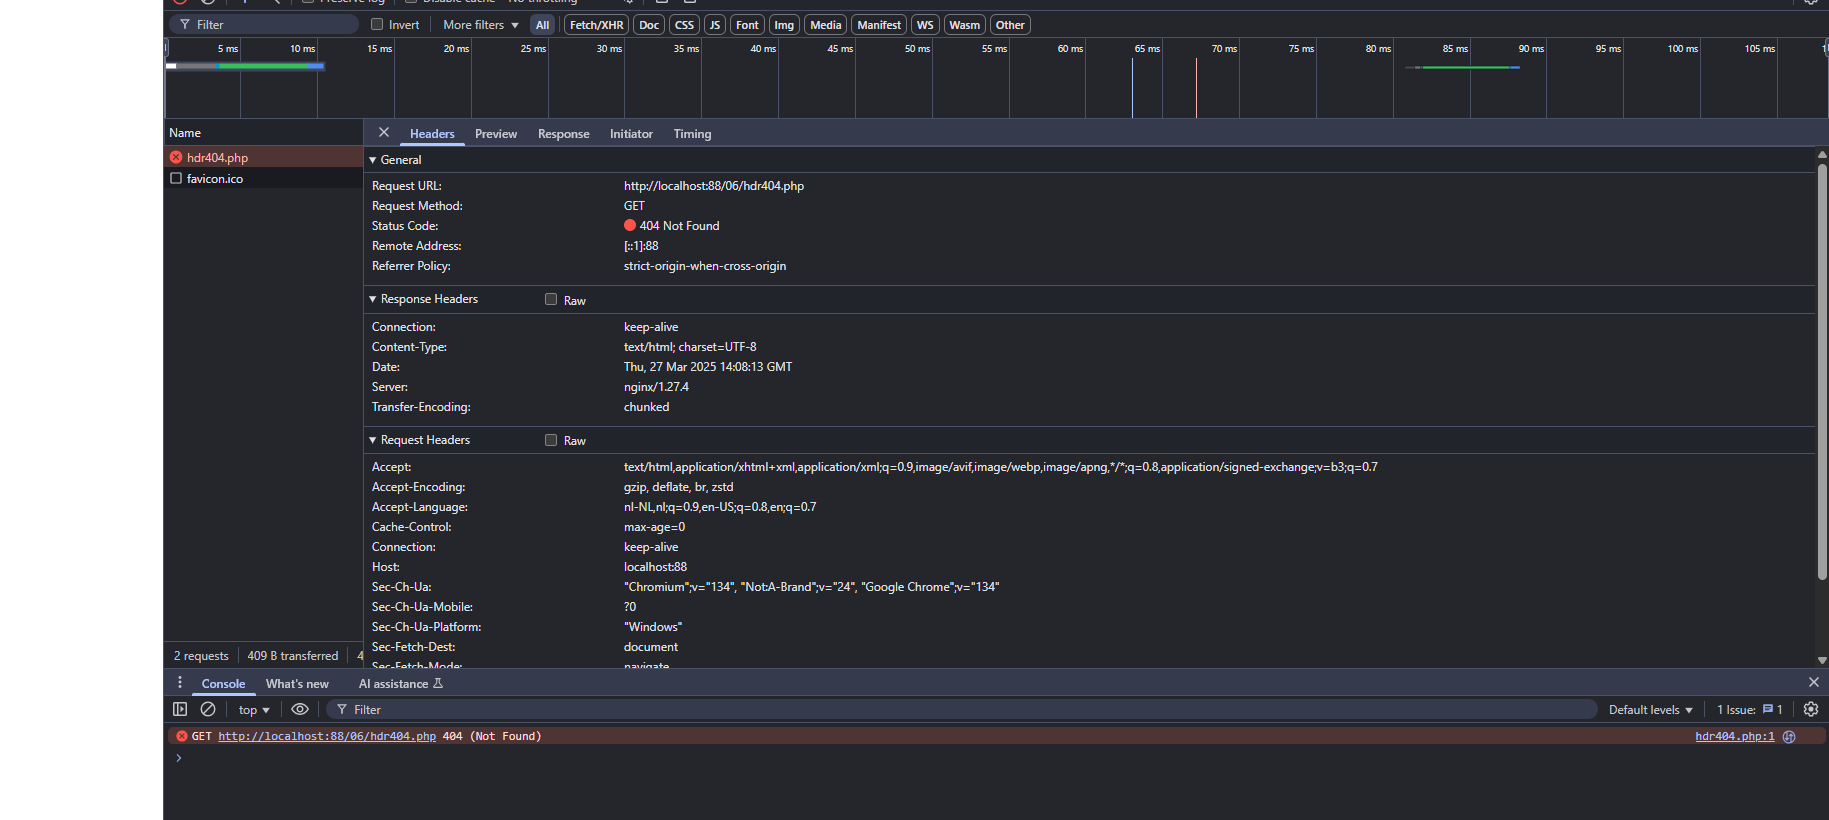 Preserve log Disable cache No throttling
Filter Invert More filters All Fetch/XHR Doc CSS JS Font Img Media Manifest WS Wasm Other
5 ms 10 ms 15 ms 20 ms 25 ms 30 ms 35 ms 40 ms 45 ms 50 ms 55 ms 60 ms 65 ms 70 ms 75 ms 80 ms 85 ms 90 ms 95 ms 100 ms 105 ms
Name
hdr404.php
favicon.ico
Headers Preview Response Initiator Timing
General
Request URL: http://localhost:88/06/hdr404.php
Request Method: GET
Status Code: 404 Not Found
Remote Address: [::1]:88
Referrer Policy: strict-origin-when-cross-origin
Response Headers Raw
Connection: keep-alive
Content-Type: text/html; charset=UTF-8
Date: Thu, 27 Mar 2025 14:08:13 GMT
Server: nginx/1.27.4
Transfer-Encoding: chunked
Request Headers Raw
Accept: text/html,application/xhtml+xml,application/xml;q=0.9,image/avif,image/webp,image/apng,*/*;q=0.8,application/signed-exchange;v=b3;q=0.7
Accept-Encoding: gzip, deflate, br, zstd
Accept-Language: nl-NL,nl;q=0.9,en-US;q=0.8,en;q=0.7
Cache-Control: max-age=0
Connection: keep-alive
Host: localhost:88
Sec-Ch-Ua: "Chromium";v="134", "Not:A-Brand";v="24", "Google Chrome";v="134"
Sec-Ch-Ua-Mobile: ?0
Sec-Ch-Ua-Platform: "Windows"
Sec-Fetch-Dest: document
Sec-Fetch-Mode: navigate
2 requests 409 B transferred 4
Console What's new AI assistance
top Filter Default levels 1 Issue: 1
GET http://localhost:88/06/hdr404.php 404 (Not Found) hdr404.php:1